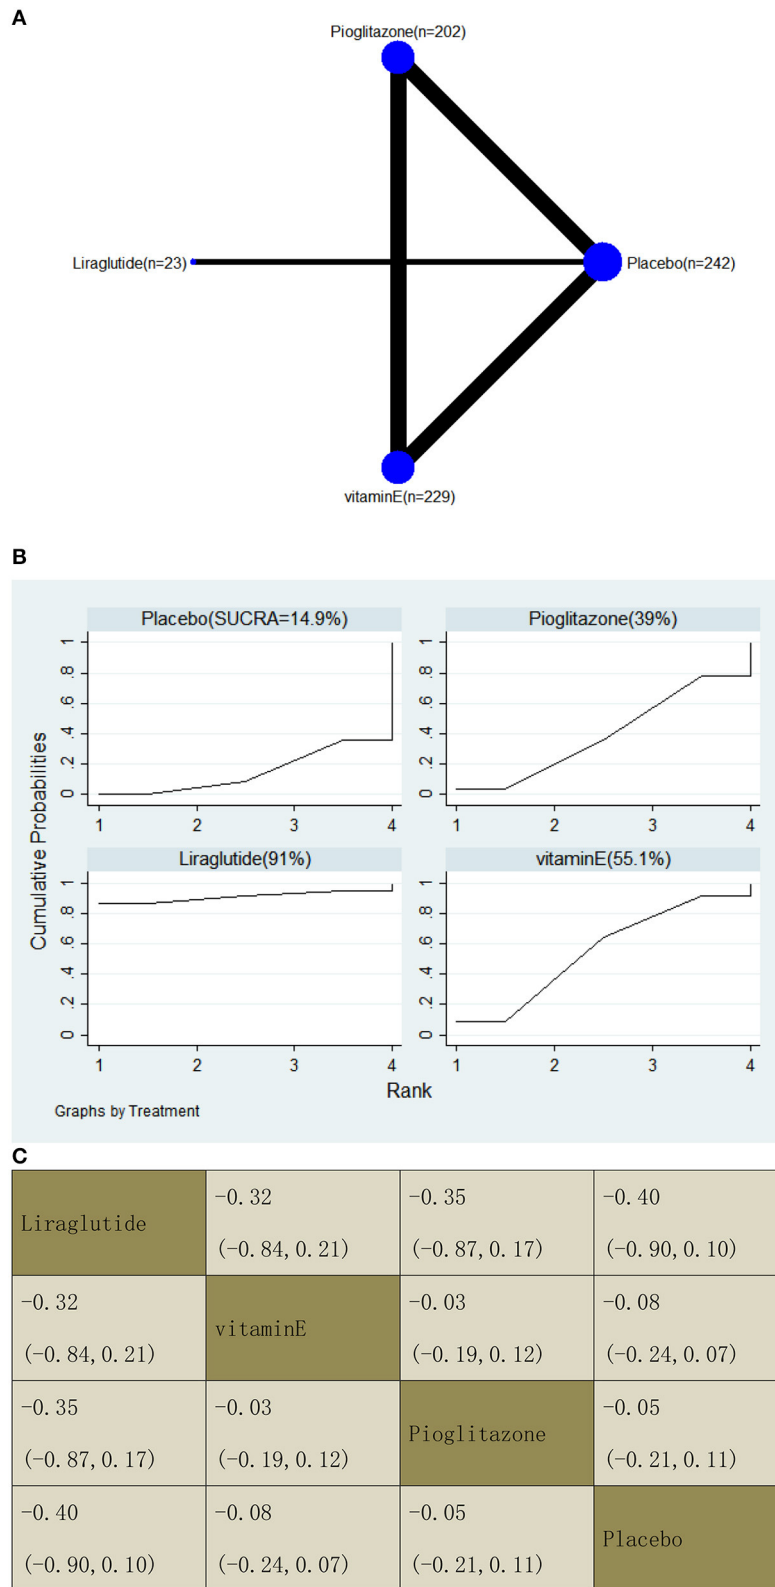 A
Pioglitazone(n=202)
Liraglutide(n=23)
Placebo(n=242)
vitaminE(n=229)
B
Placebo(SUCRA=14.9%)
Pioglitazone(39%)
0 .2 .4 .6 .8 1
0 .2 .4 .6 .8 1
1 2 3 4
1 2 3 4
Liraglutide(91%)
vitaminE(55.1%)
0 .2 .4 .6 .8 1
0 .2 .4 .6 .8 1
1 2 3 4
1 2 3 4
Cumulative Probabilities
Rank
Graphs by Treatment
C
Liraglutide
-0.32
(-0.84, 0.21)
-0.35
(-0.87, 0.17)
-0.40
(-0.90, 0.10)
-0.32
(-0.84, 0.21)
vitaminE
-0.03
(-0.19, 0.12)
-0.08
(-0.24, 0.07)
-0.35
(-0.87, 0.17)
-0.03
(-0.19, 0.12)
Pioglitazone
-0.05
(-0.21, 0.11)
-0.40
(-0.90, 0.10)
-0.08
(-0.24, 0.07)
-0.05
(-0.21, 0.11)
Placebo